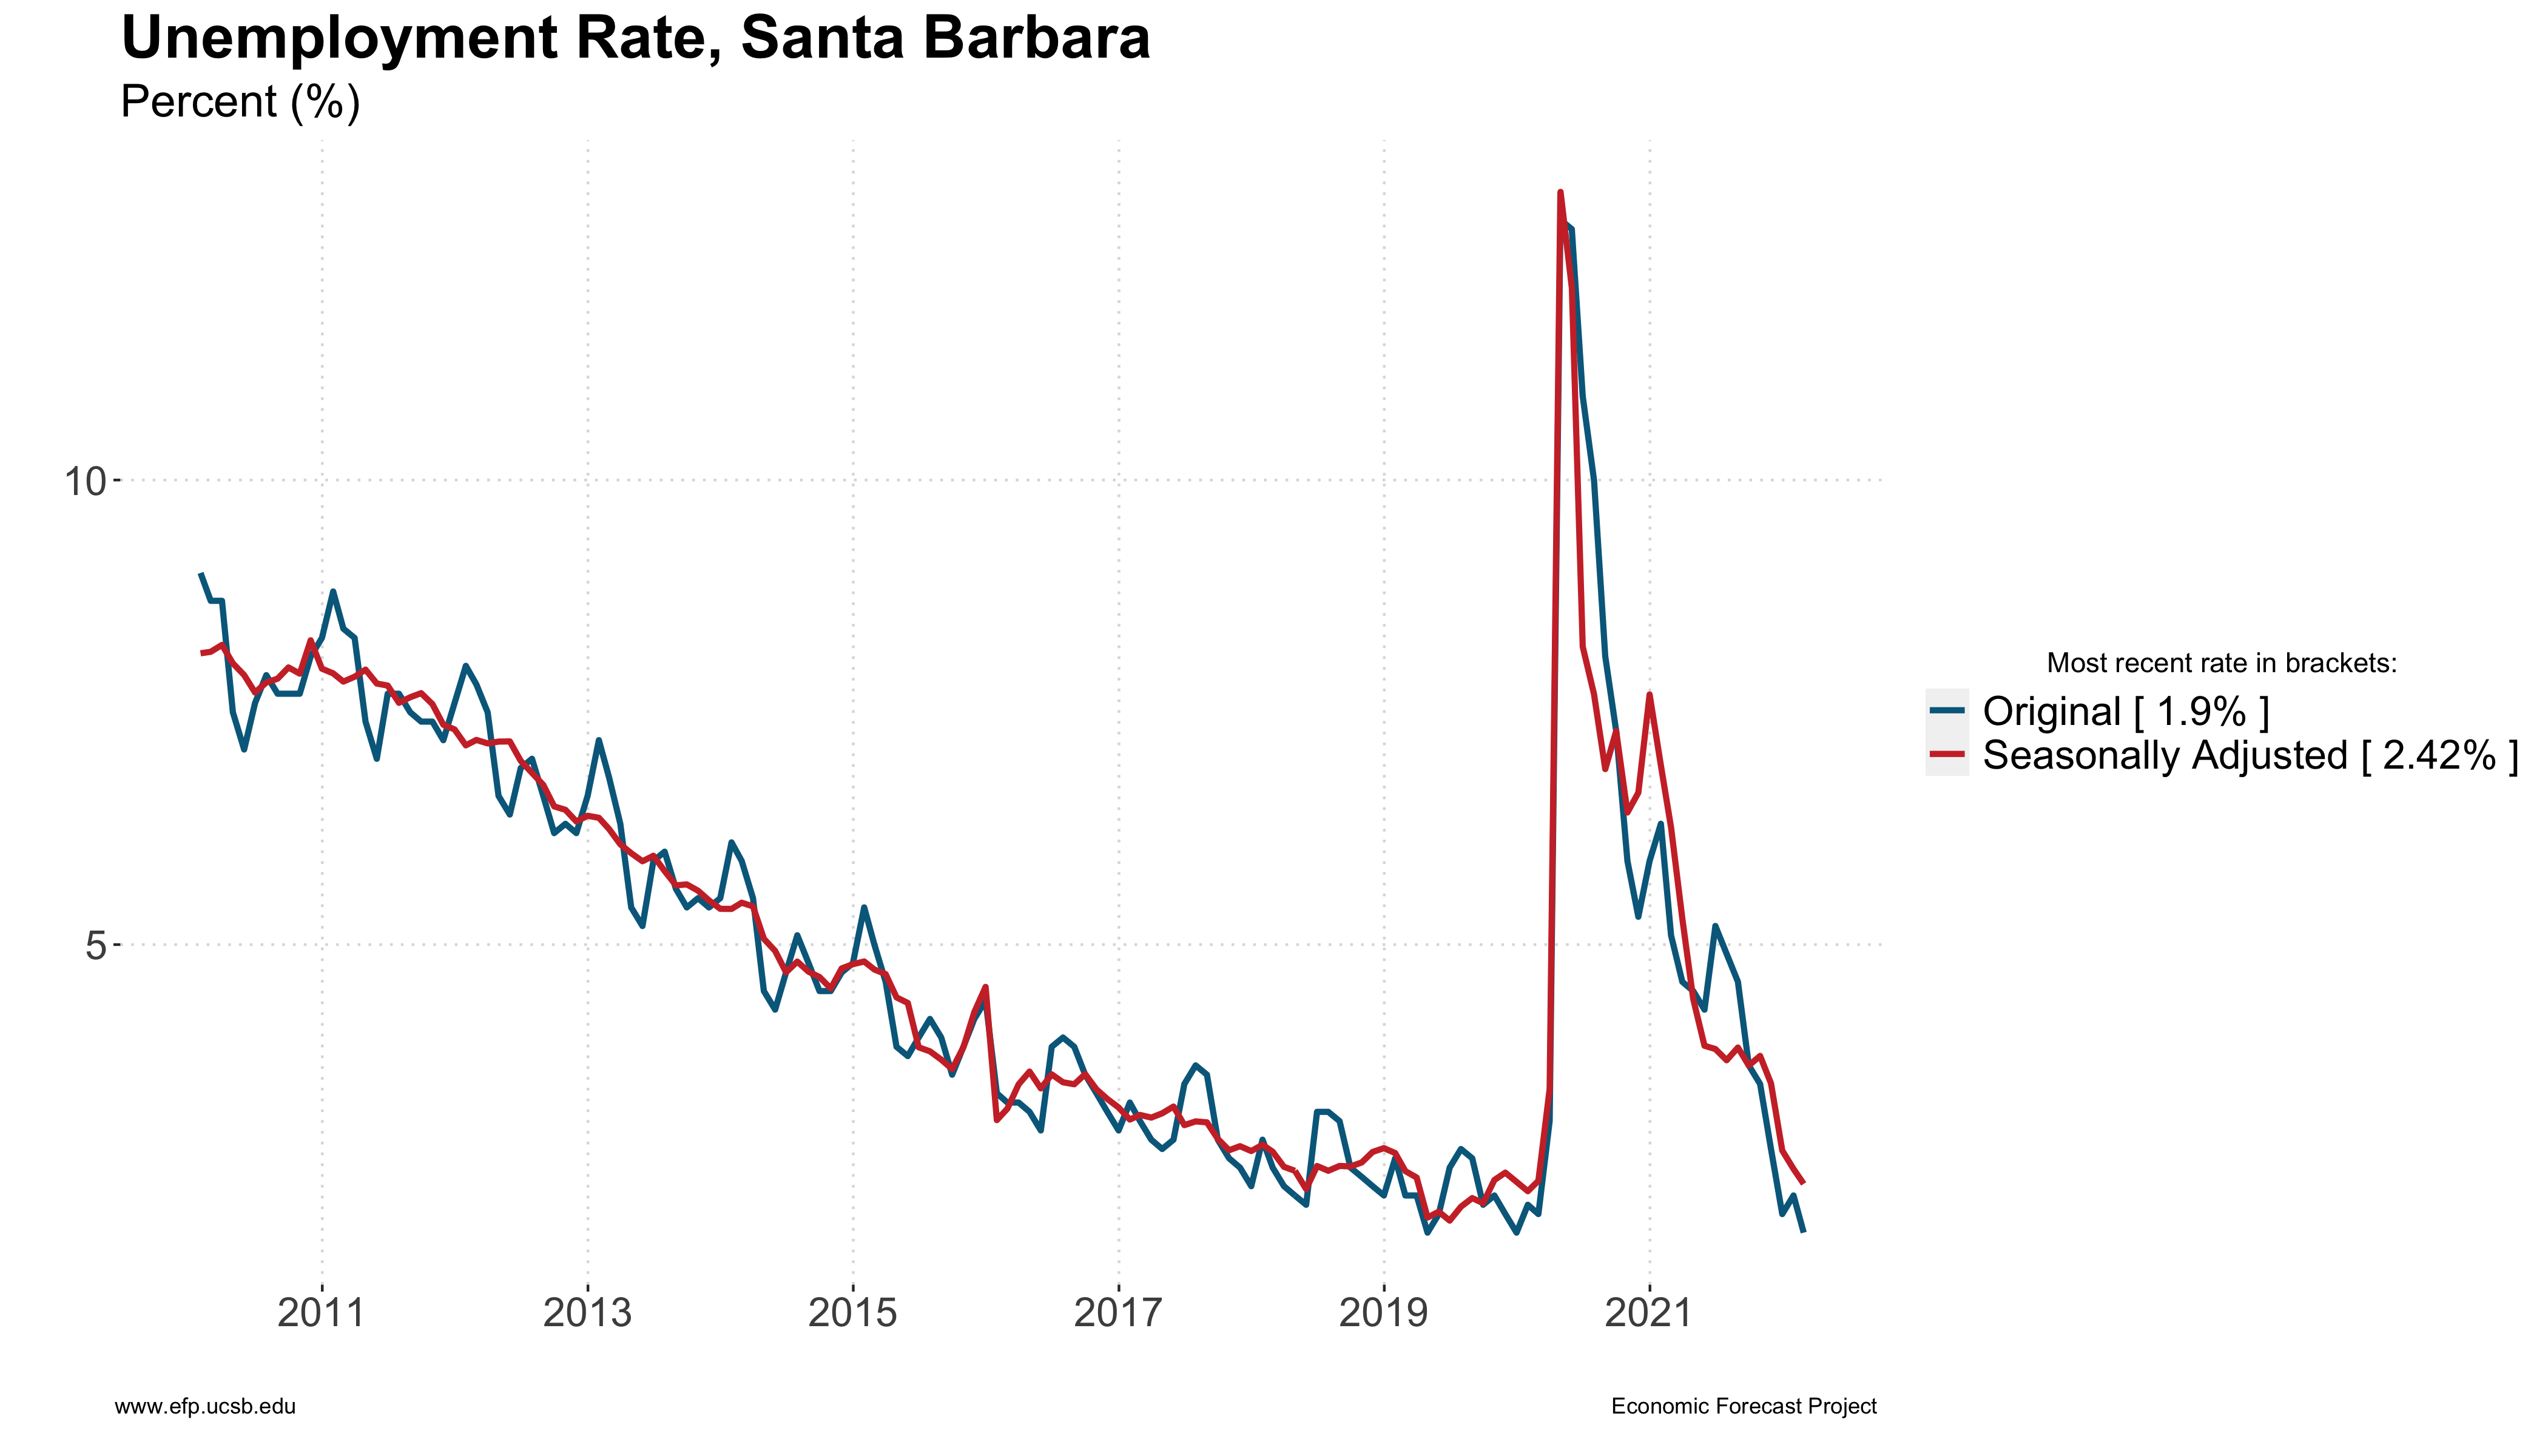 Unemployment Rate, Santa Barbara
Percent (%)
10
5
2011 2013 2015 2017 2019 2021
Most recent rate in brackets:
Original [ 1.9% ]
Seasonally Adjusted [ 2.42% ]
www.efp.ucsb.edu
Economic Forecast Project